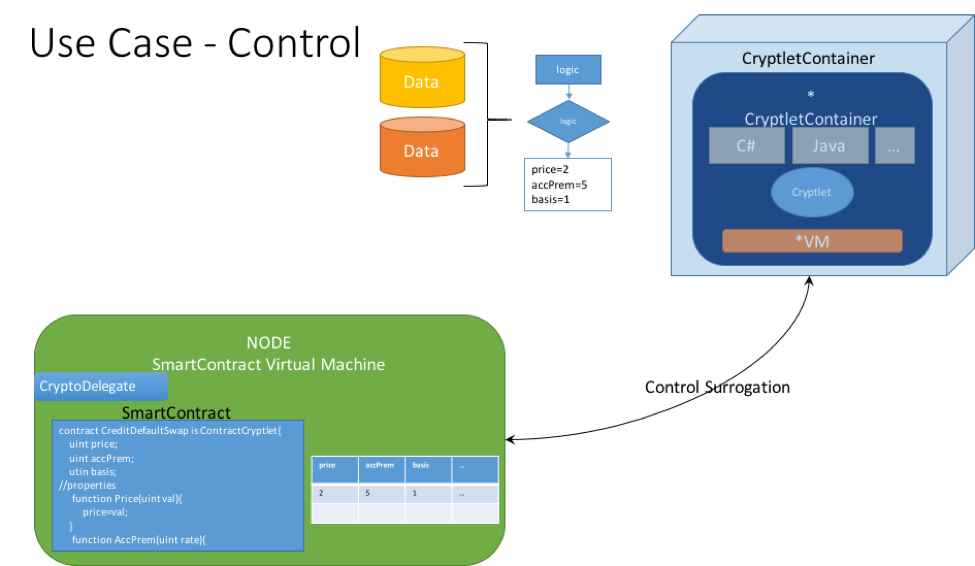 Use Case - Control
Data
Data
logic
logic
price=2
accPrem=5
basis=1
CryptletContainer
*
CryptletContainer
C#
Java
...
Cryptlet
*VM
Control Surrogation
NODE
SmartContract Virtual Machine
CryptoDelegate
SmartContract
contract CreditDefaultSwap is ContractCryptlet{
uint price;
uint accPrem;
utin basis;
//properties
function Price(uint val){
price=val;
}
function AccPrem(uint rate){
price accPrem basis ...
2 5 1 ...